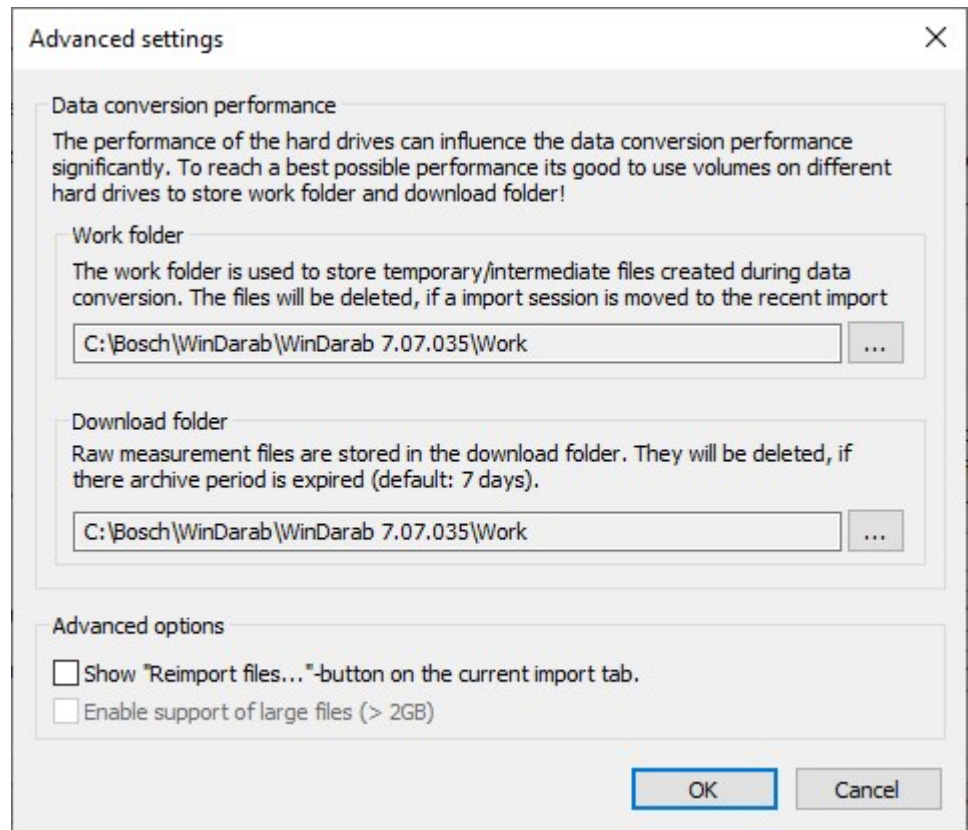 Advanced settings
Data conversion performance
The performance of the hard drives can influence the data conversion performance
significantly. To reach a best possible performance its good to use volumes on different
hard drives to store work folder and download folder!
Work folder
The work folder is used to store temporary/intermediate files created during data
conversion. The files will be deleted, if a import session is moved to the recent import
C:\Bosch\WinDarab\WinDarab 7.07.035\Work
...
Download folder
Raw measurement files are stored in the download folder. They will be deleted, if
there archive period is expired (default: 7 days).
C:\Bosch\WinDarab\WinDarab 7.07.035\Work
...
Advanced options
Show "Reimport files..."-button on the current import tab.
Enable support of large files (> 2GB)
OK
Cancel